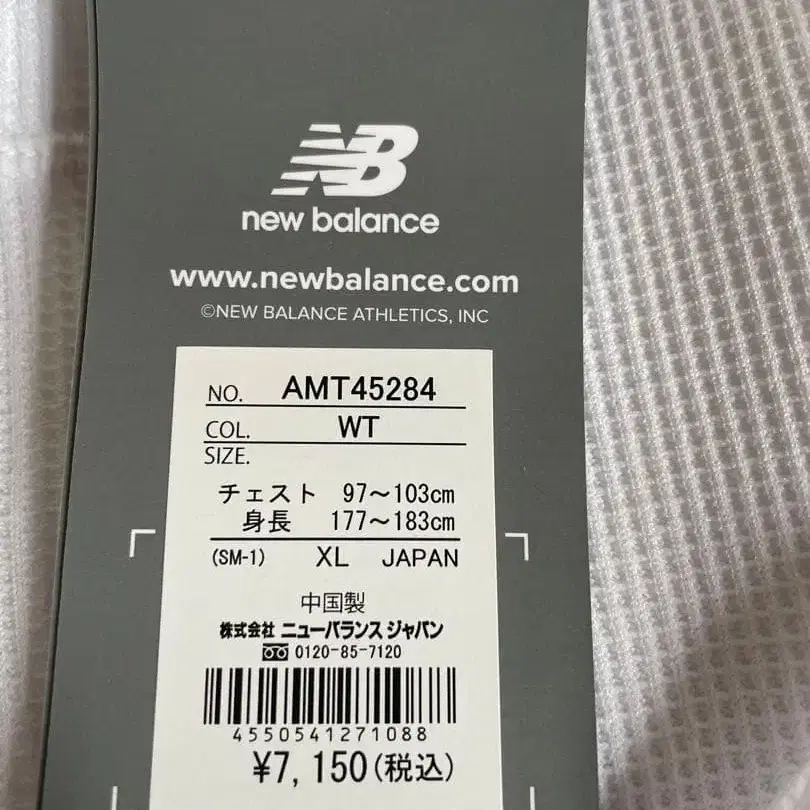 NB
new balance
www.newbalance.com
©NEW BALANCE ATHLETICS, INC
NO. AMT45284
COL. WT
SIZE.
チェスト 97～103cm
身長 177～183cm
(SM-1) XL JAPAN
中国製
株式会社 ニューバランス ジャパン
0120-85-7120
4550541271088
¥7,150(税込)